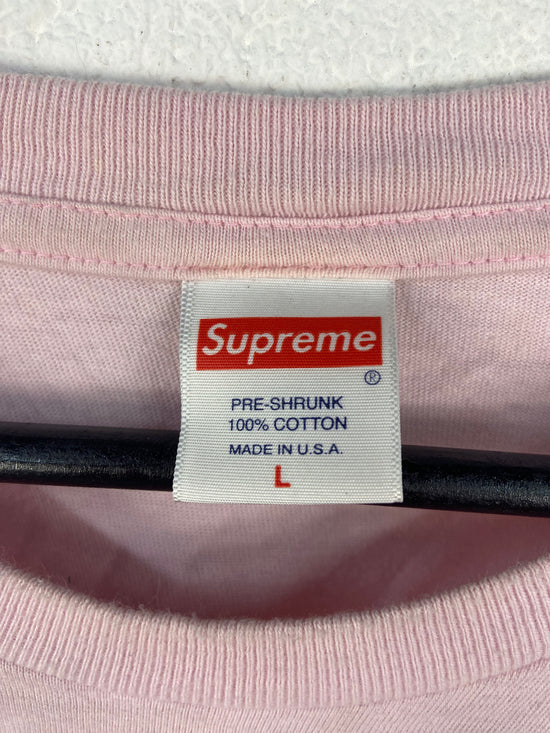 Supreme
®
PRE-SHRUNK
100% COTTON
MADE IN U.S.A.
L